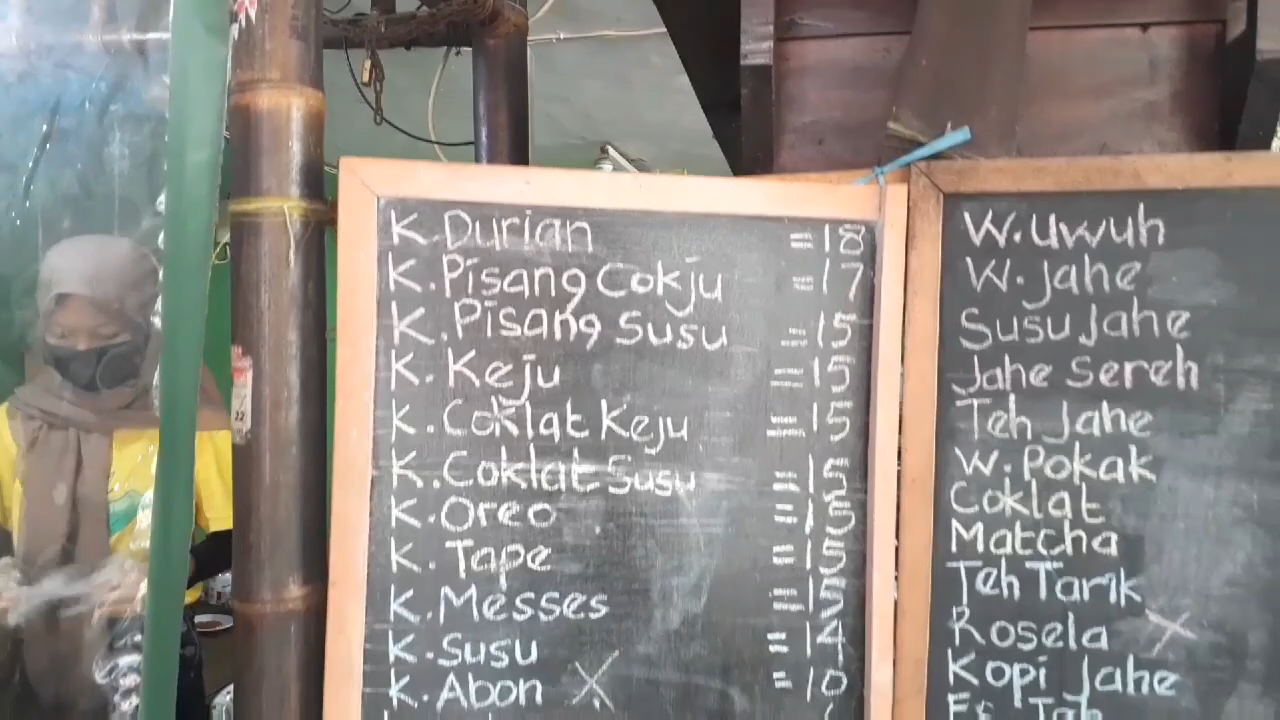 K. Durian =18
K. Pisang Cokju =17
K. Pisang Susu =15
K. Keju =15
K. Coklat Keju =15
K. Coklat Susu =15
K. Oreo =15
K. Tape =15
K. Messes =15
K. Susu =14
K. Abon X =10
W. Uwuh
W. Jahe
Susu Jahe
Jahe Sereh
Teh Jahe
W. Pokak
Coklat
Matcha
Teh Tarik
Rosela X
Kopi Jahe
22